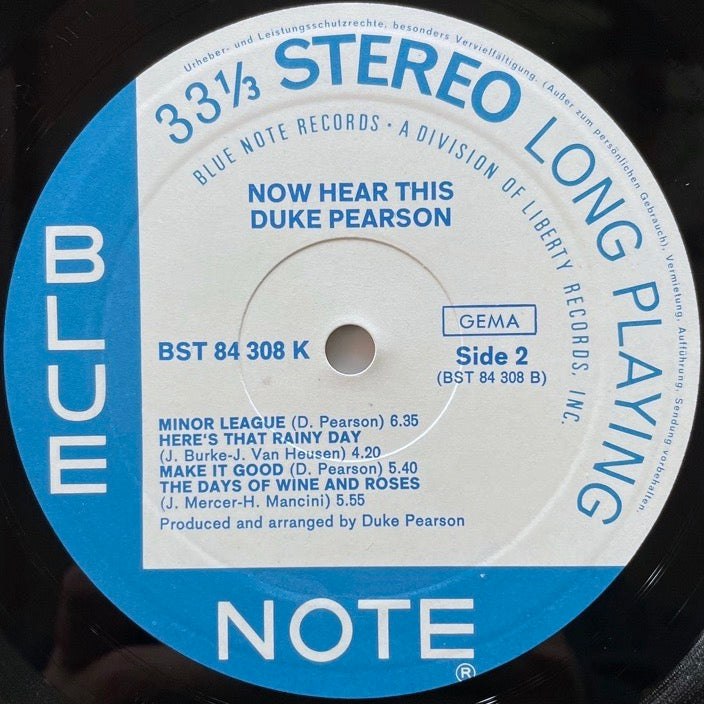 Urheber- und Leistungsschutzrechte, besonders Vervielfältigung. (Außer zum persönlichen Gebrauch), Vermietung, Aufführung, Sendung vorbehalten.
33⅓ STEREO LONG PLAYING
BLUE NOTE RECORDS • A DIVISION OF LIBERTY RECORDS, INC.
NOW HEAR THIS
DUKE PEARSON
BLUE
GEMA
BST 84 308 K
Side 2
(BST 84 308 B)
MINOR LEAGUE (D. Pearson) 6.35
HERE'S THAT RAINY DAY
(J. Burke-J. Van Heusen) 4.20
MAKE IT GOOD (D. Pearson) 5.40
THE DAYS OF WINE AND ROSES
(J. Mercer-H. Mancini) 5.55
Produced and arranged by Duke Pearson
NOTE
®